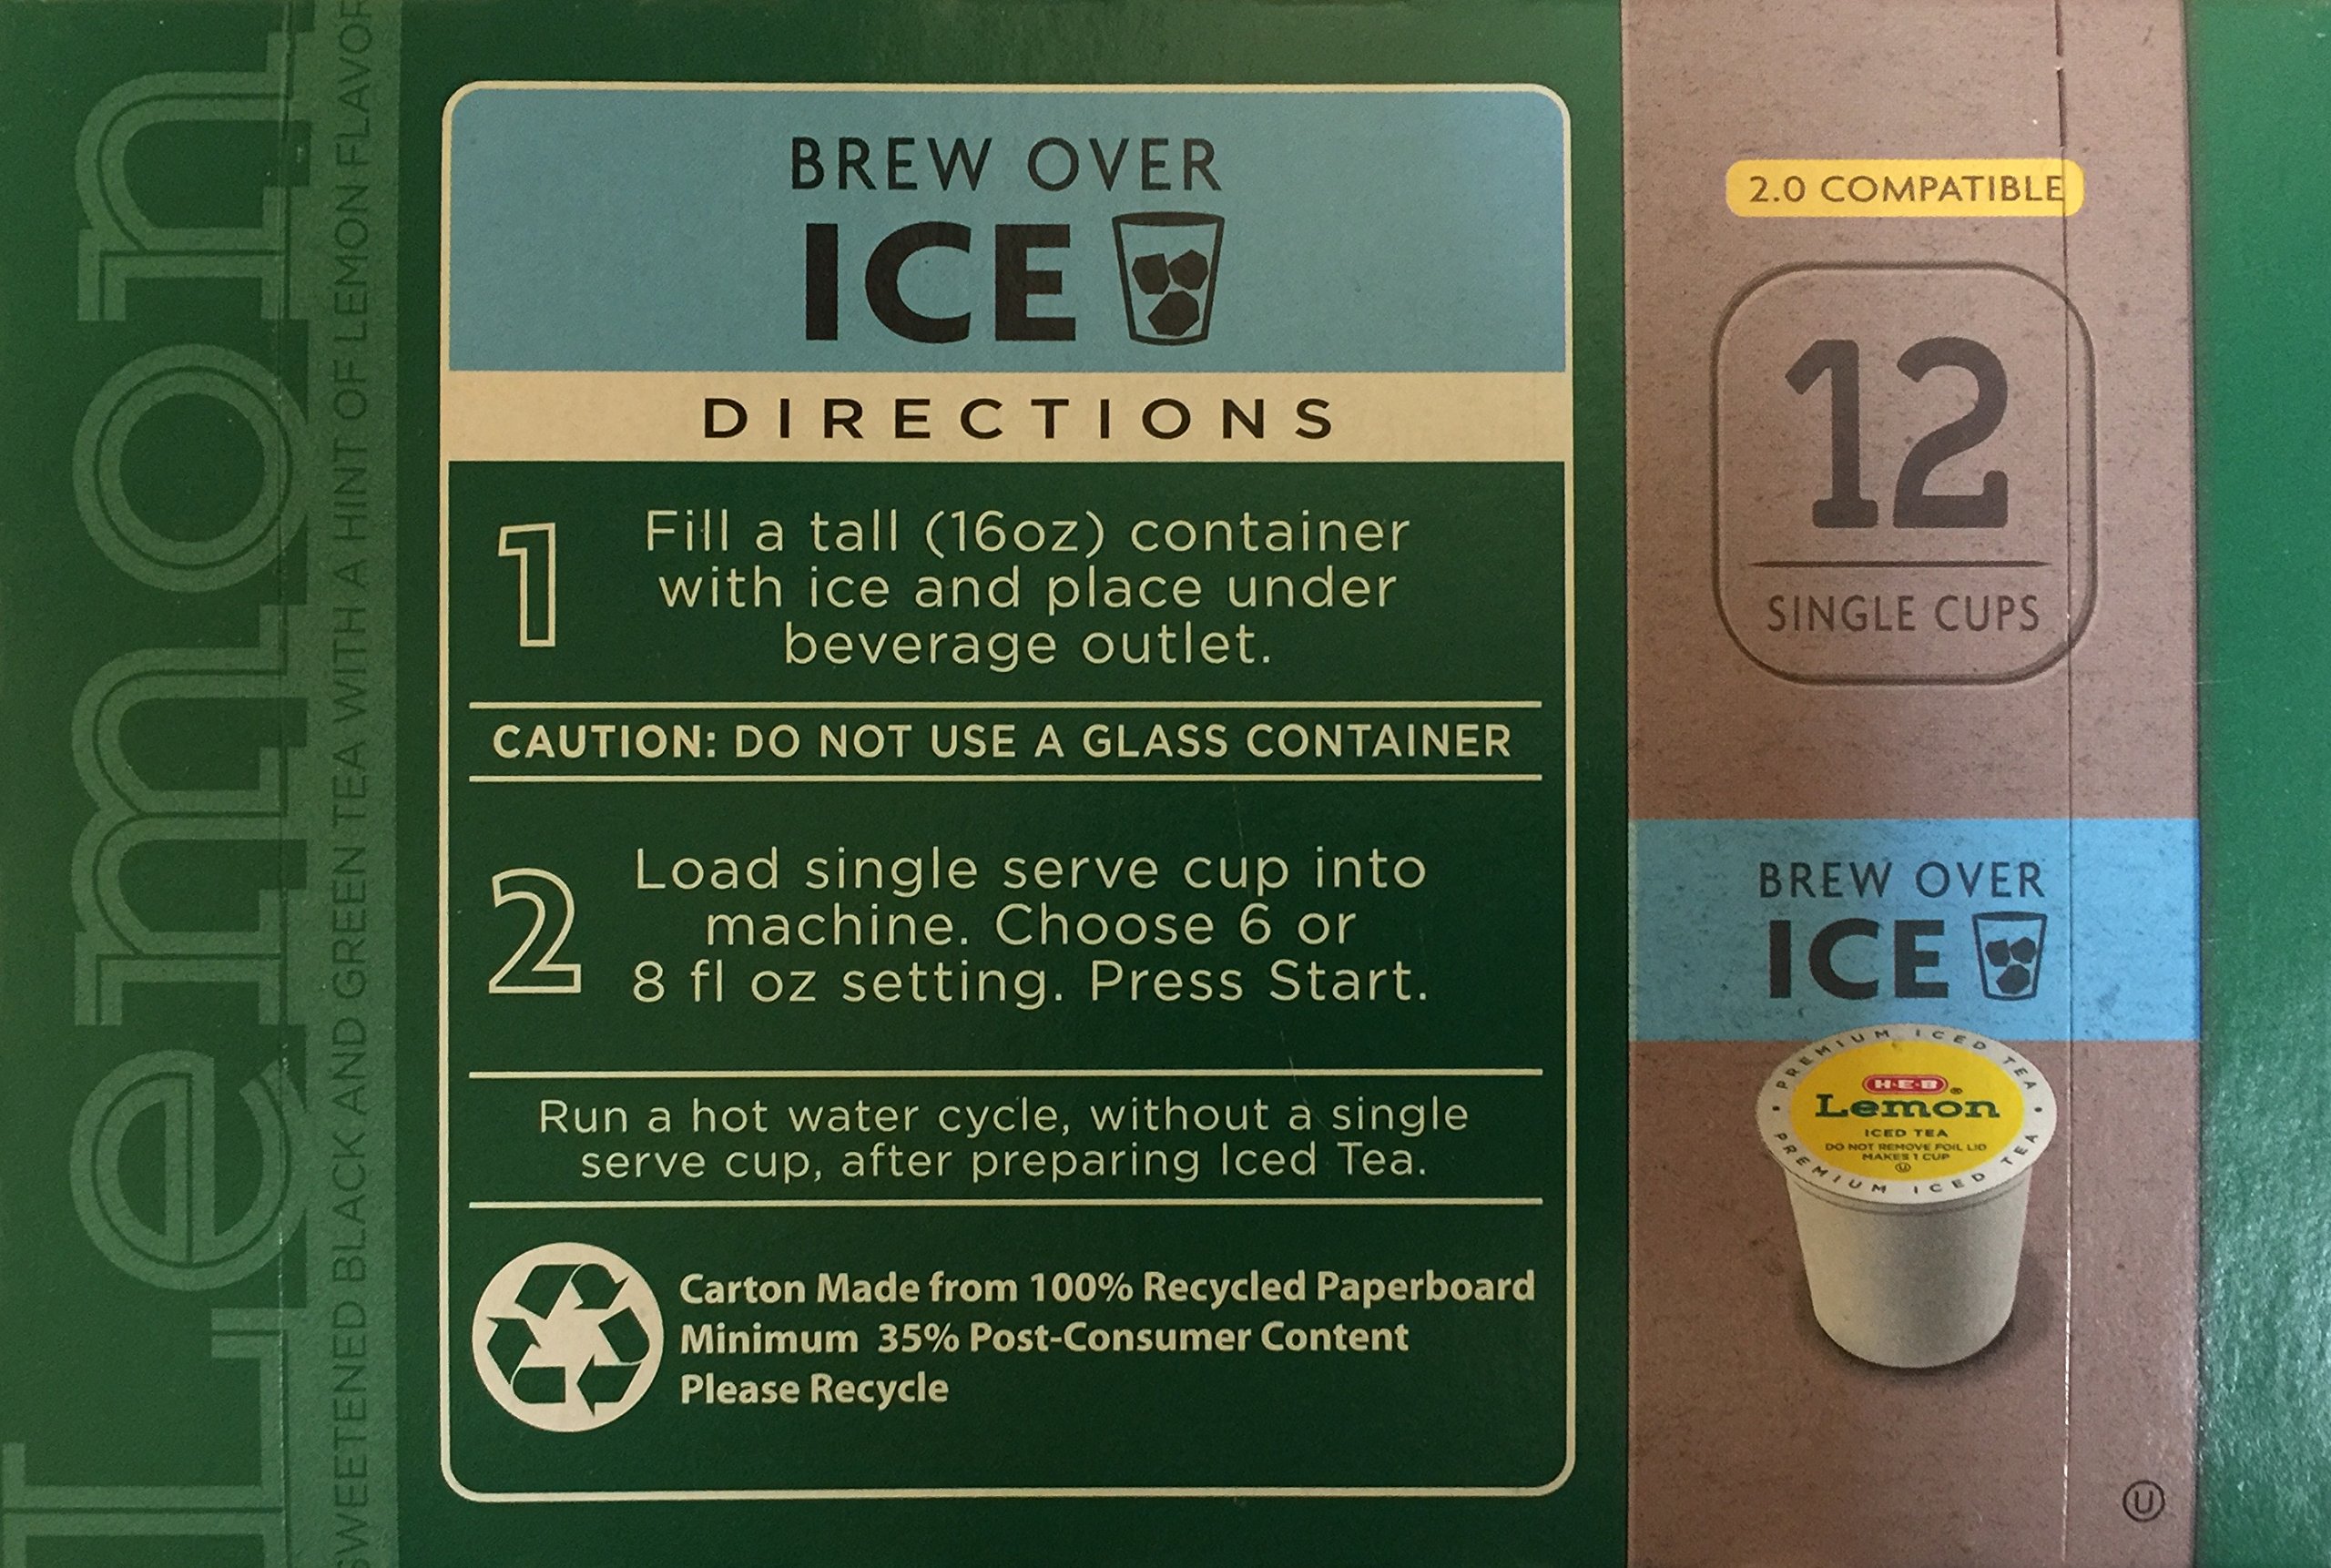 Lemon
SWEETENED BLACK AND GREEN TEA WITH A HINT OF LEMON FLAVOR
BREW OVER
ICE
DIRECTIONS
1 Fill a tall (16oz) container
with ice and place under
beverage outlet.
CAUTION: DO NOT USE A GLASS CONTAINER
2 Load single serve cup into
machine. Choose 6 or
8 fl oz setting. Press Start.
Run a hot water cycle, without a single
serve cup, after preparing Iced Tea.
Carton Made from 100% Recycled Paperboard
Minimum 35% Post-Consumer Content
Please Recycle
2.0 COMPATIBLE
12
SINGLE CUPS
BREW OVER
ICE
• PREMIUM ICED TEA •
H-E-B
Lemon®
ICED TEA
DO NOT REMOVE FOIL LID
MAKES 1 CUP
U
PREMIUM ICED TEA
U